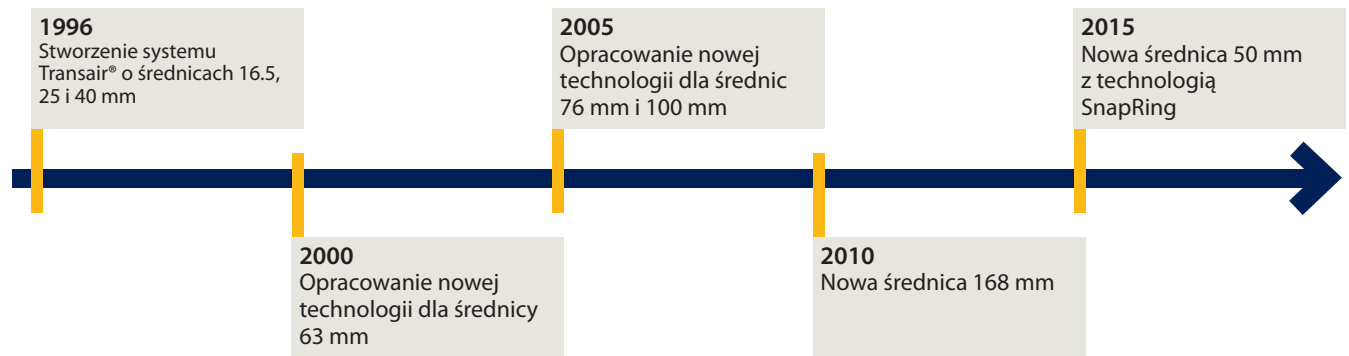 1996
Stworzenie systemu
Transair® o średnicach 16.5,
25 i 40 mm
2000
Opracowanie nowej
technologii dla średnicy
63 mm
2005
Opracowanie nowej
technologii dla średnic
76 mm i 100 mm
2010
Nowa średnica 168 mm
2015
Nowa średnica 50 mm
z technologią
SnapRing